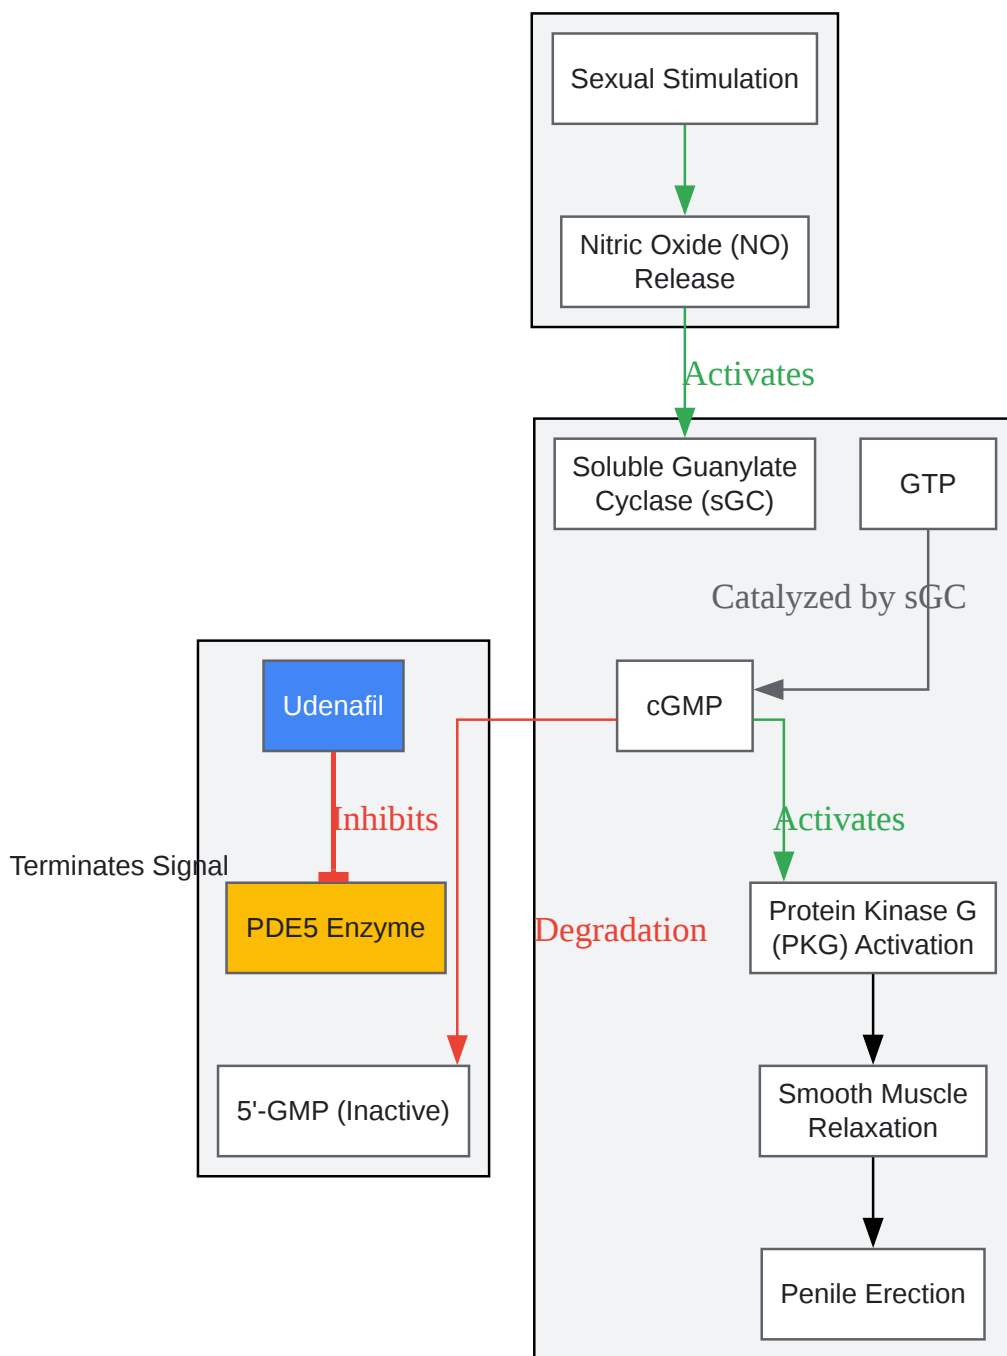 Sexual Stimulation
Nitric Oxide (NO)
Release
Activates
Soluble Guanylate
Cyclase (sGC)
GTP
Catalyzed by sGC
Udenafil
cGMP
Inhibits
Activates
Terminates Signal
PDE5 Enzyme
Degradation
Protein Kinase G
(PKG) Activation
5'-GMP (Inactive)
Smooth Muscle
Relaxation
Penile Erection